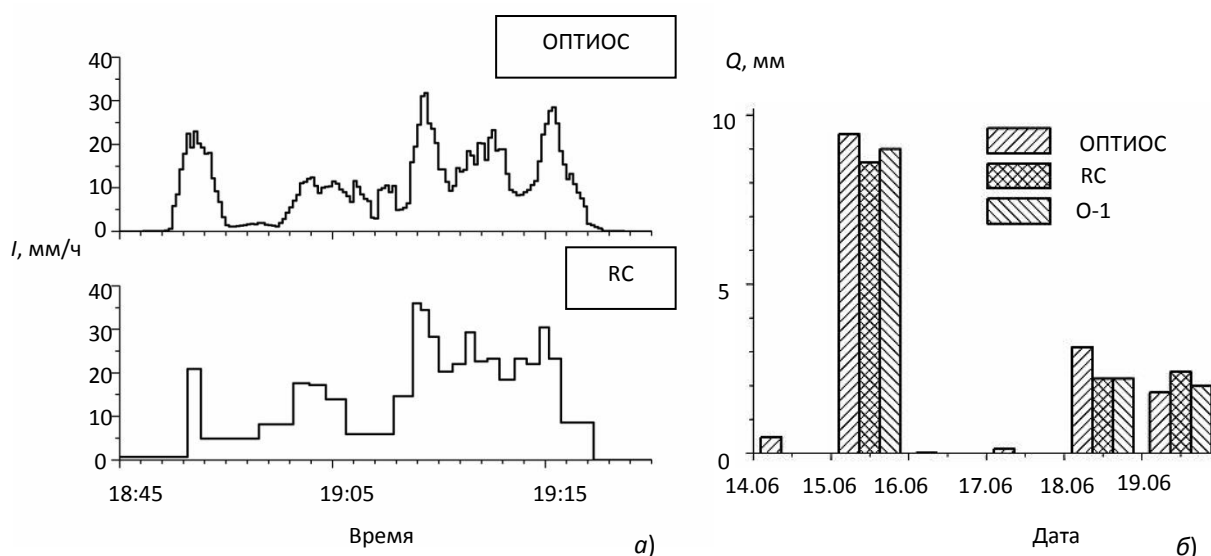 ОПТИОС
40
30
20
10
0
I, мм/ч
RC
40
30
20
10
0
18:45
19:05
19:15
Время
а)
Q, мм
10
5
0
ОПТИОС
RC
О-1
14.06
15.06
16.06
17.06
18.06
19.06
Дата
б)